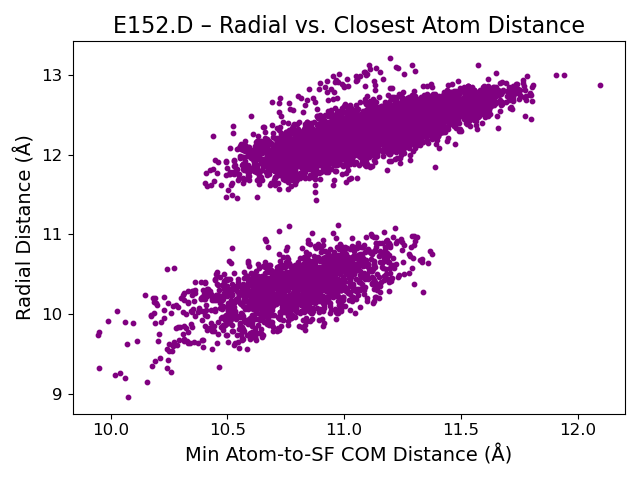 E152.D – Radial vs. Closest Atom Distance
Radial Distance (Å)
13
12
11
10
9
10.0 10.5 11.0 11.5 12.0
Min Atom-to-SF COM Distance (Å)